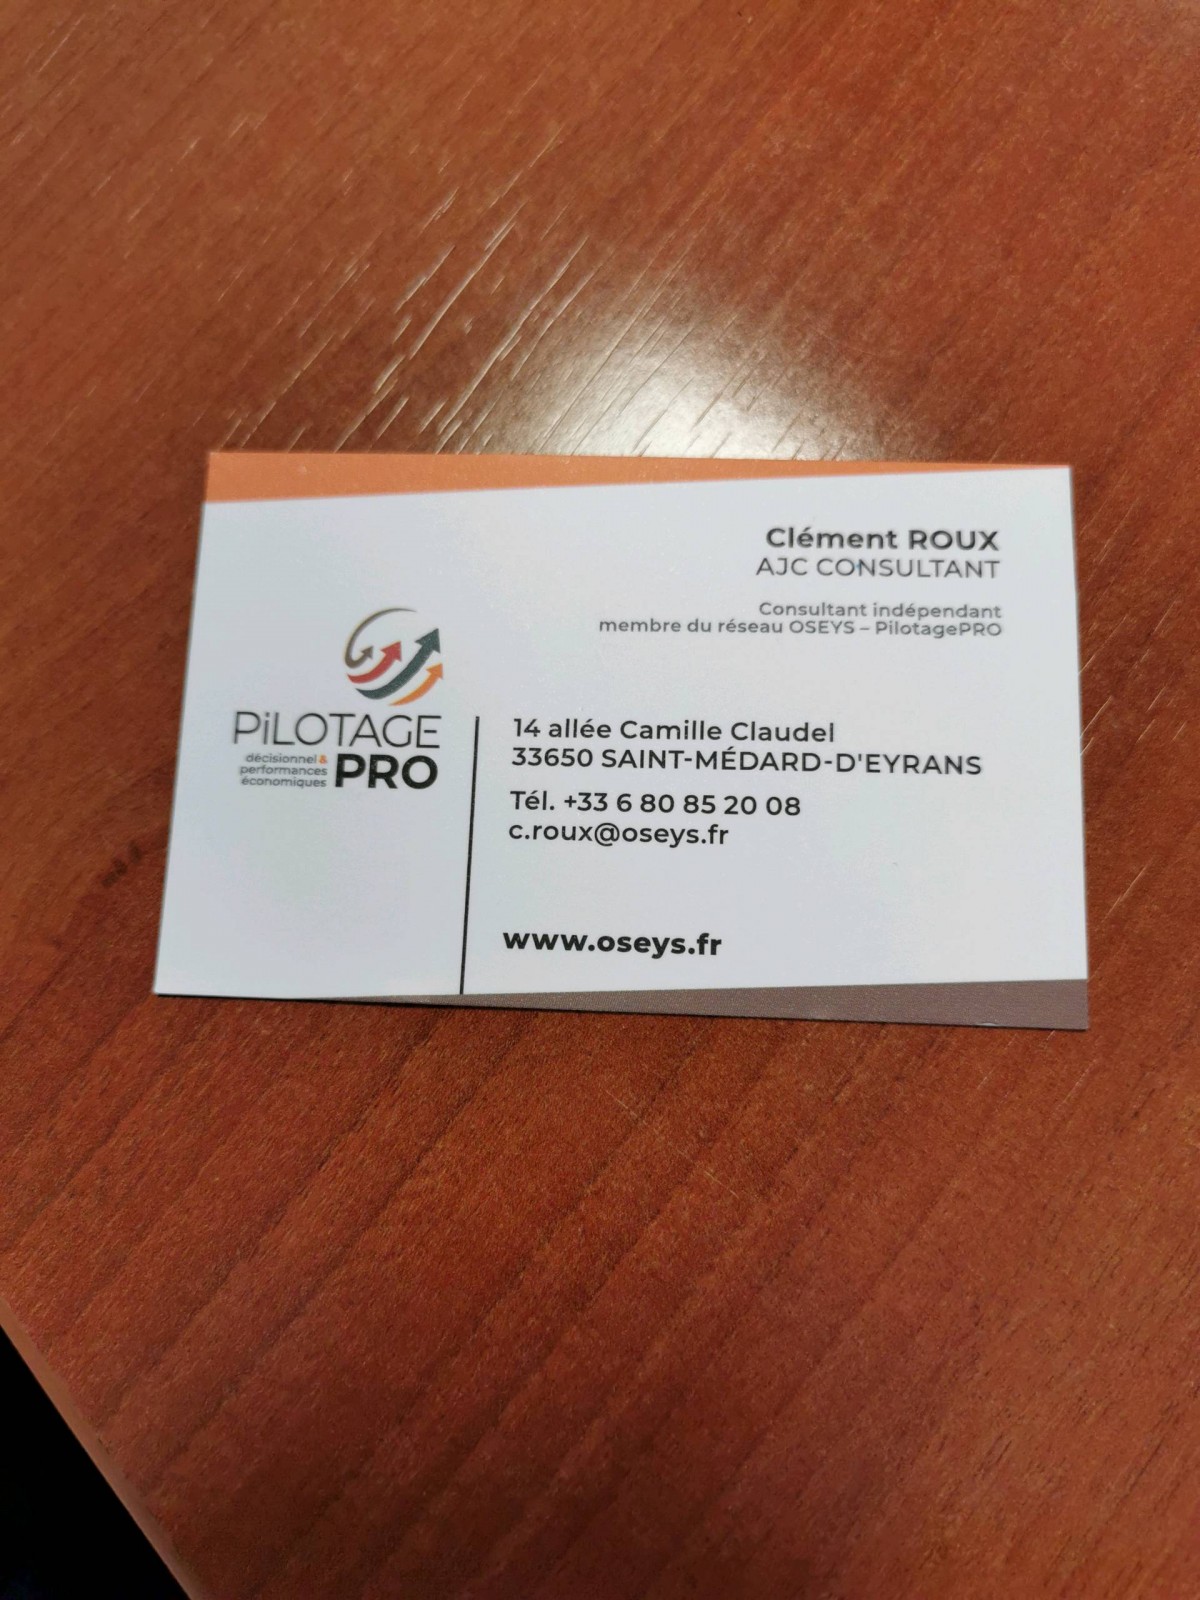 Clément ROUX
AJC CONSULTANT
Consultant indépendant
membre du réseau OSEYS – PilotagePRO
PiLOTAGE
décisionnel &
performances
économiques
PRO
14 allée Camille Claudel
33650 SAINT-MÉDARD-D'EYRANS
Tél. +33 6 80 85 20 08
c.roux@oseys.fr
www.oseys.fr